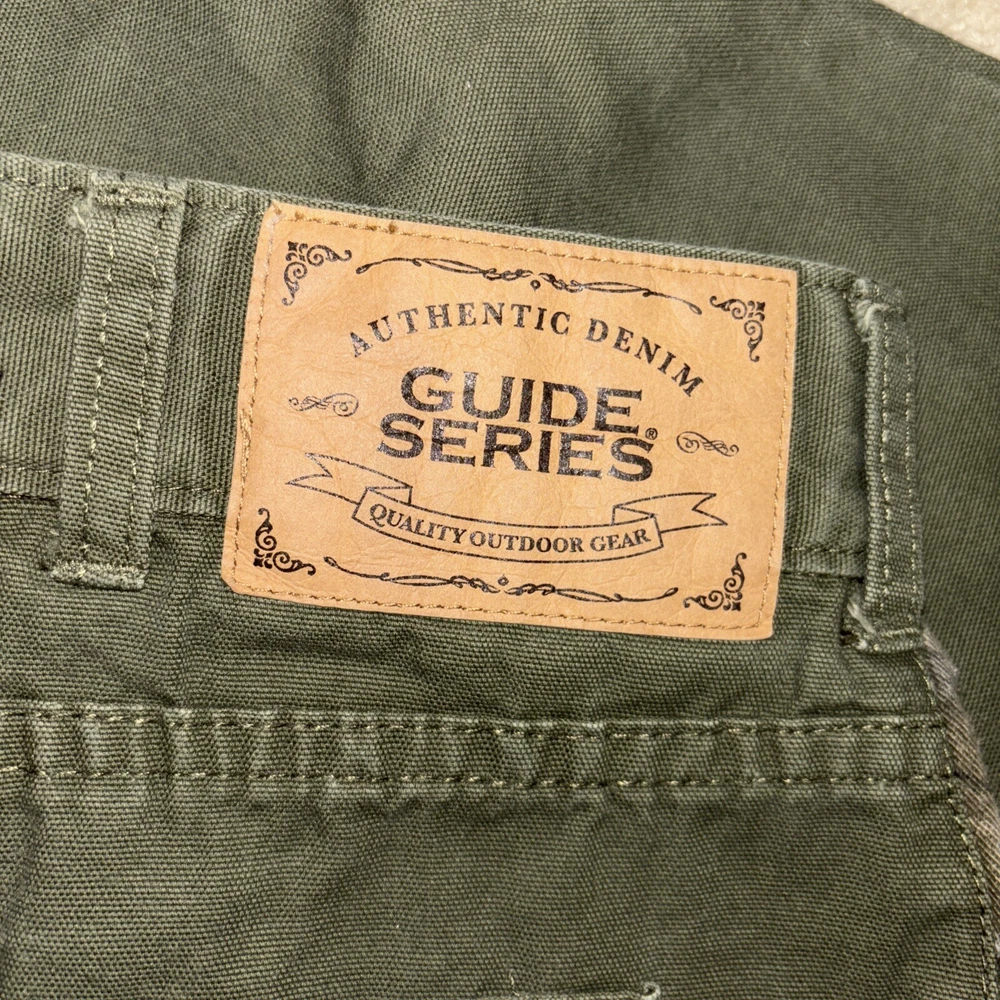 AUTHENTIC DENIM
GUIDE
SERIES®
QUALITY OUTDOOR GEAR